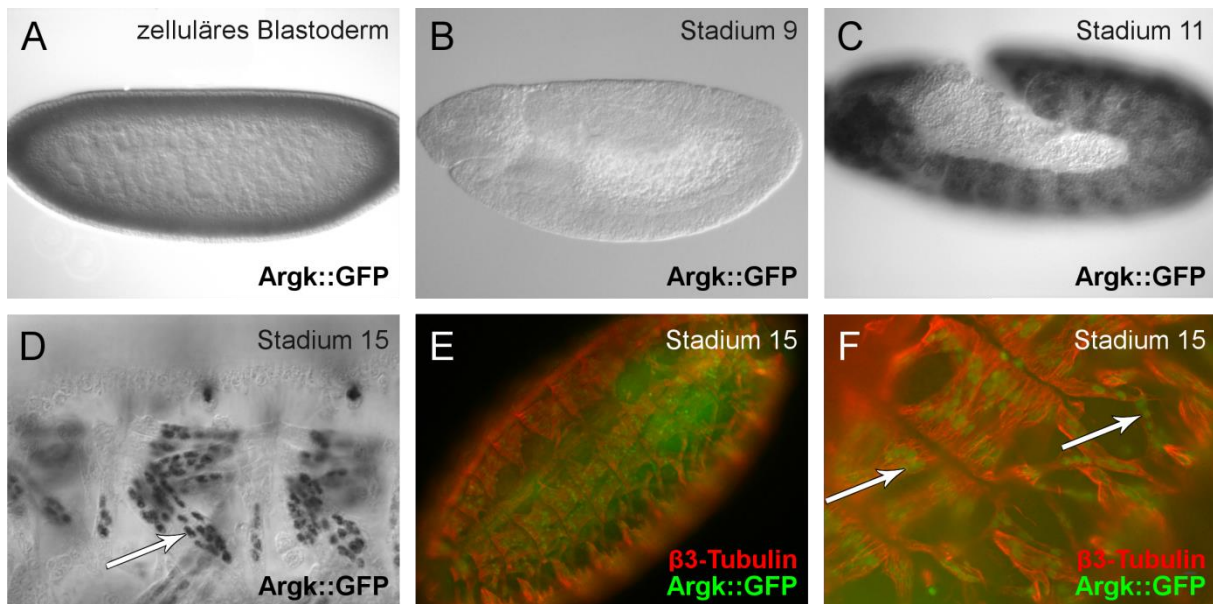 A
zelluläres Blastoderm
Argk::GFP
B
Stadium 9
Argk::GFP
C
Stadium 11
Argk::GFP
D
Stadium 15
Argk::GFP
E
Stadium 15
β3-Tubulin
Argk::GFP
F
Stadium 15
β3-Tubulin
Argk::GFP